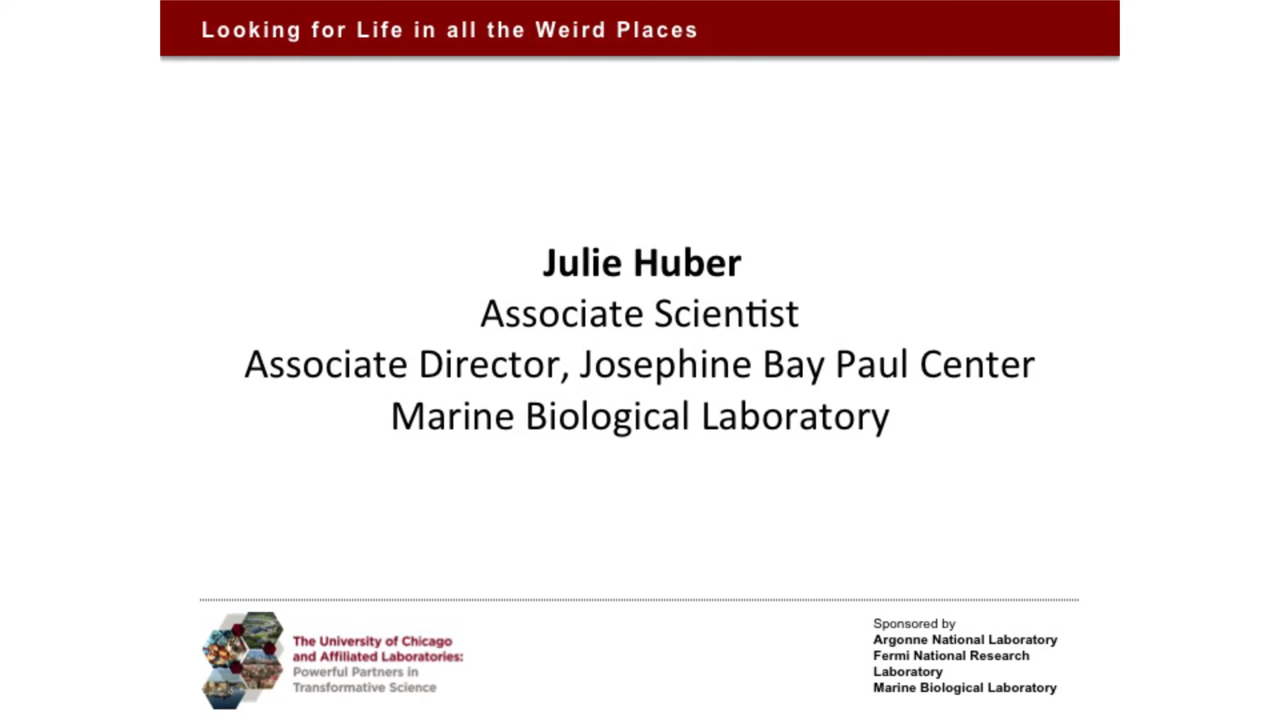 Looking for Life in all the Weird Places
Julie Huber
Associate Scientist
Associate Director, Josephine Bay Paul Center
Marine Biological Laboratory
The University of Chicago
and Affiliated Laboratories:
Powerful Partners in
Transformative Science
Sponsored by
Argonne National Laboratory
Fermi National Research
Laboratory
Marine Biological Laboratory